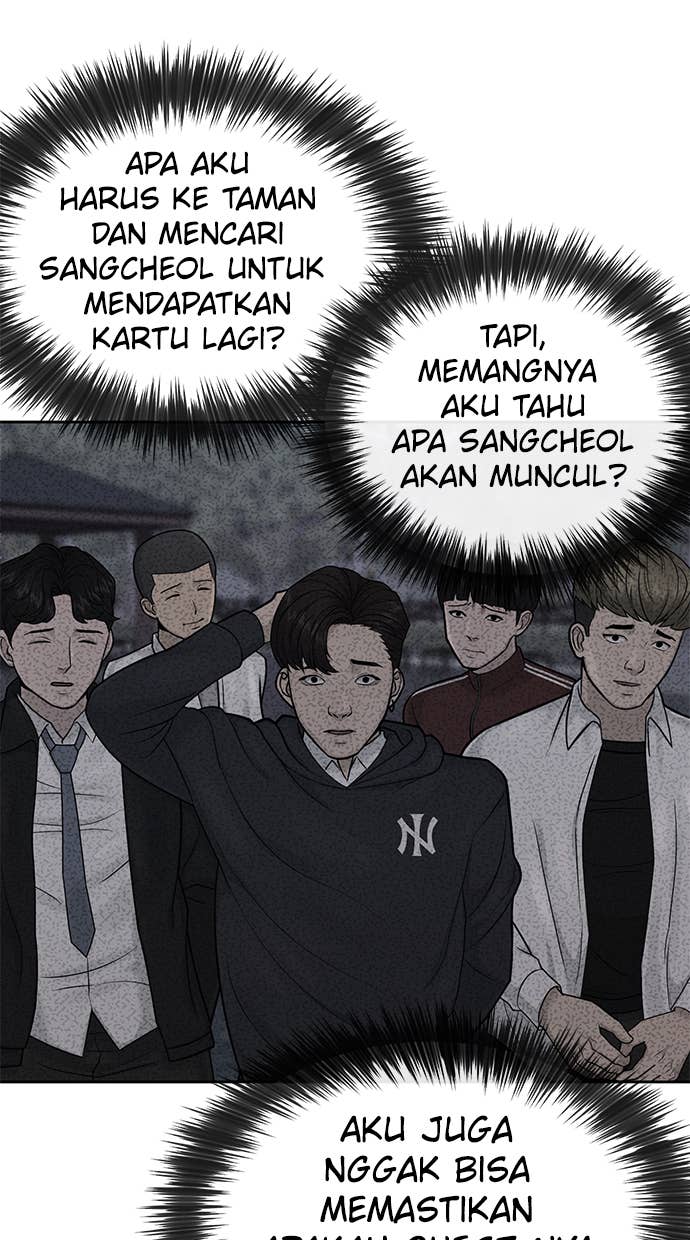 APA AKU
HARUS KE TAMAN
DAN MENCARI
SANGCHEOL UNTUK
MENDAPATKAN
KARTU LAGI?
TAPI,
MEMANGNYA
AKU TAHU
APA SANGCHEOL
AKAN MUNCUL?
AKU JUGA
NGGAK BISA
MEMASTIKAN